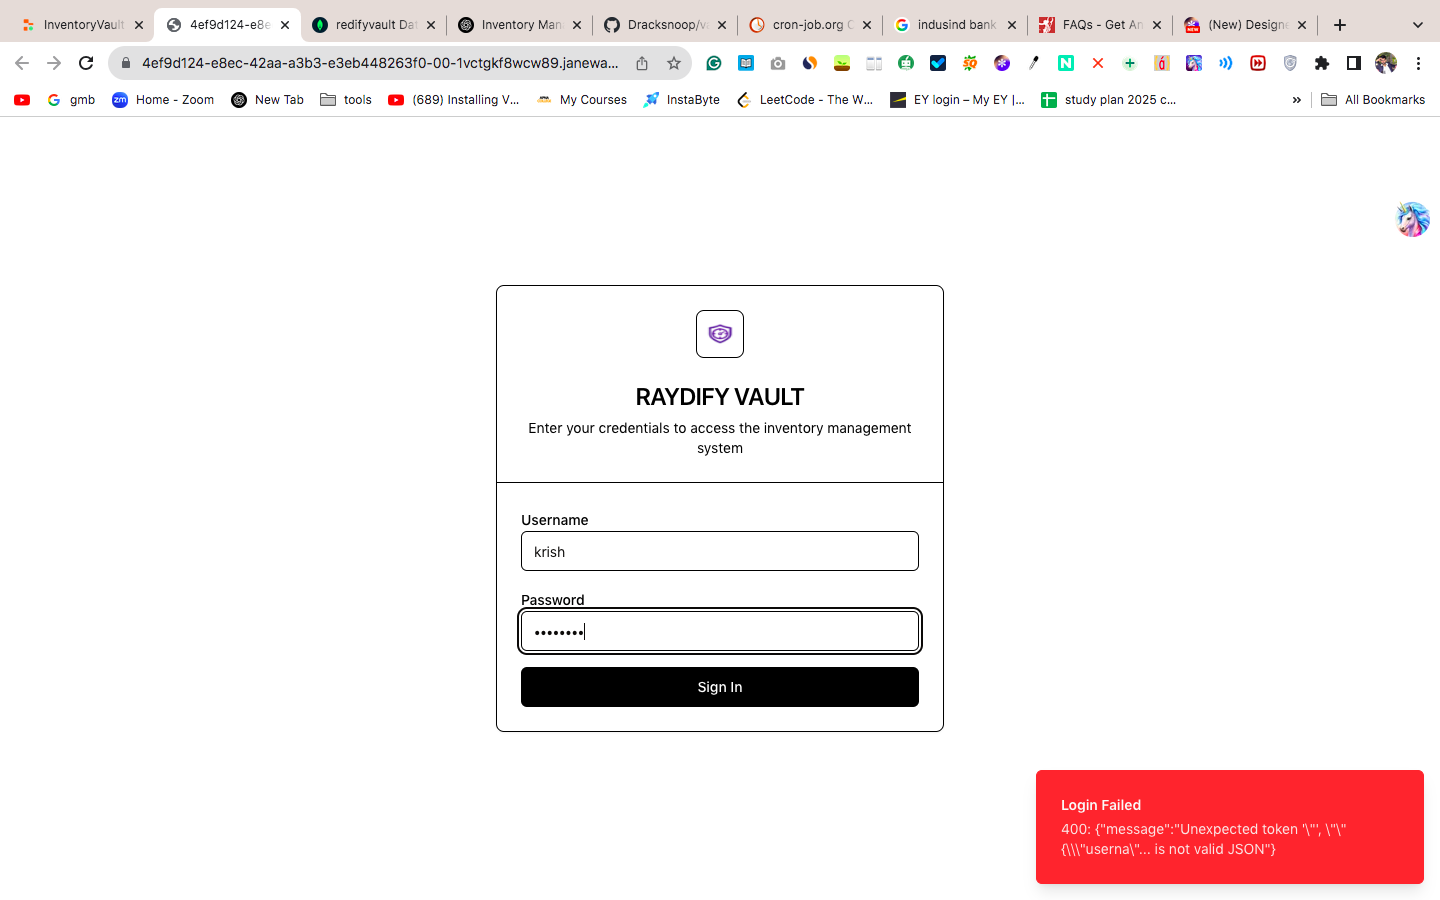 InventoryVault
4ef9d124-e8e
redifyvault Dat
Inventory Man
Dracksnoop/va
cron-job.org C
indusind bank
FAQs - Get An
(New) Designe
4ef9d124-e8ec-42aa-a3b3-e3eb448263f0-00-1vctgkf8wcw89.janewa...
gmb
Home - Zoom
New Tab
tools
(689) Installing V...
My Courses
InstaByte
LeetCode - The W...
EY login – My EY |...
study plan 2025 c...
»
All Bookmarks
RAYDIFY VAULT
Enter your credentials to access the inventory management
system
Username
krish
Password
••••••••
Sign In
Login Failed
400: {"message":"Unexpected token '\"', \"\"
{\\\"userna\"... is not valid JSON"}